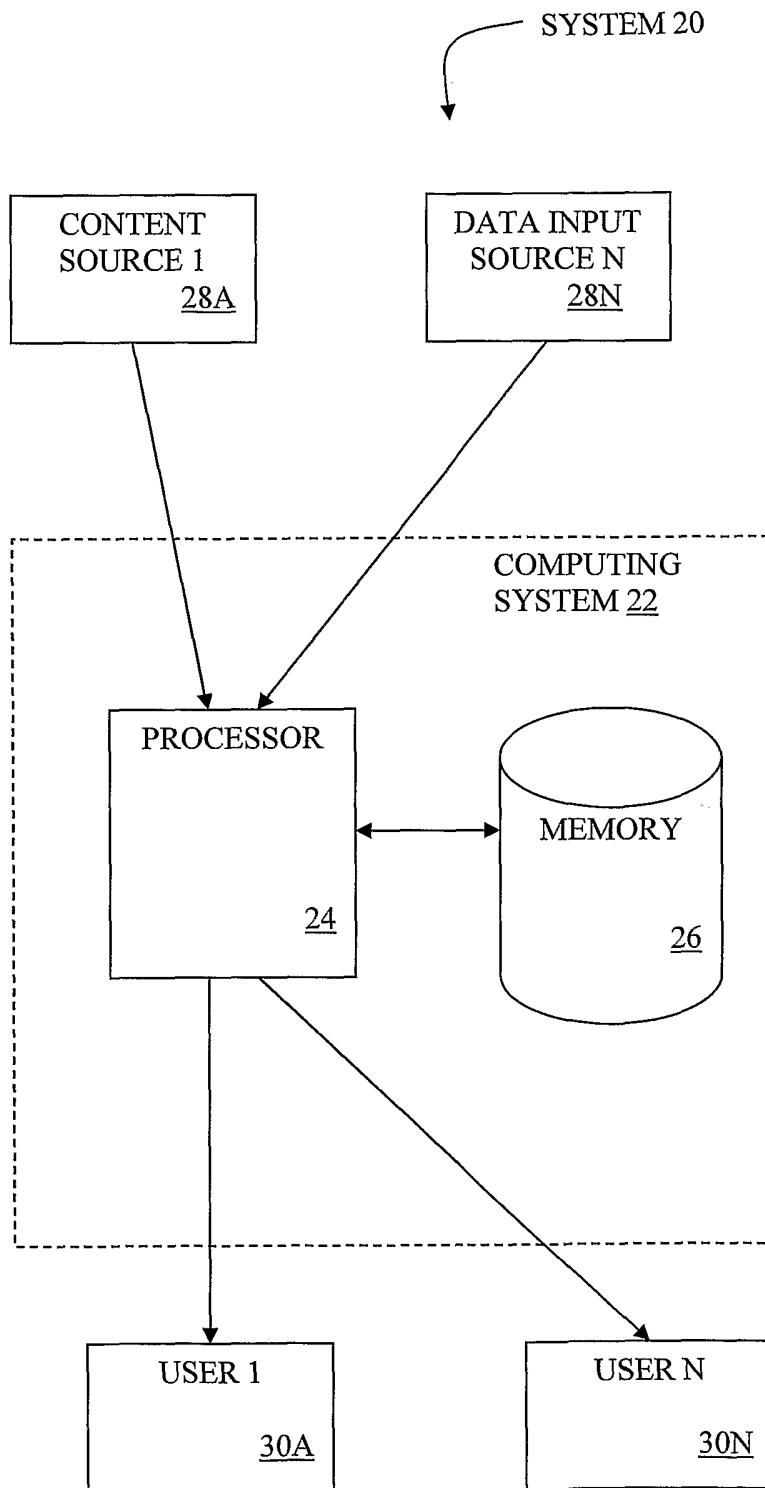 SYSTEM 20
CONTENT
SOURCE 1
28A
DATA INPUT
SOURCE N
28N
COMPUTING
SYSTEM 22
PROCESSOR
24
MEMORY
26
USER 1
30A
USER N
30N